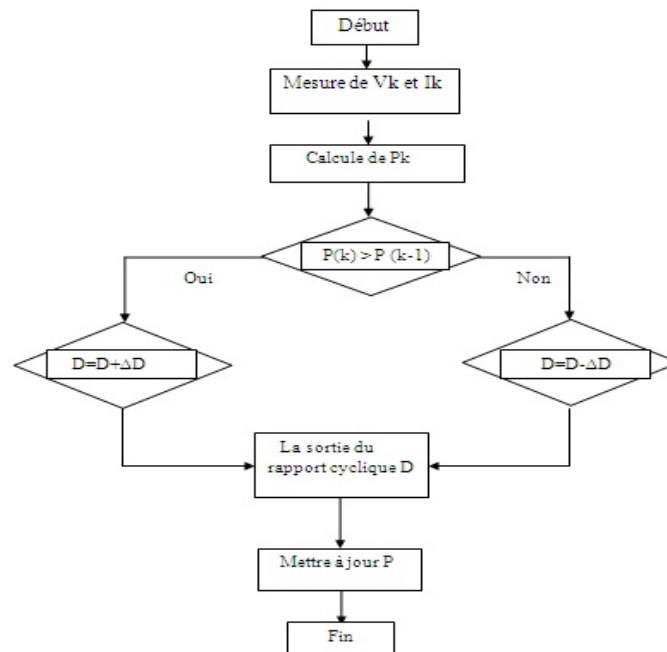 Début
Mesure de Vk et Ik
Calcule de Pk
P(k) > P (k-1)
Oui
Non
D=D+ΔD
D=D-ΔD
La sortie du
rapport cyclique D
Mettre à jour P
Fin